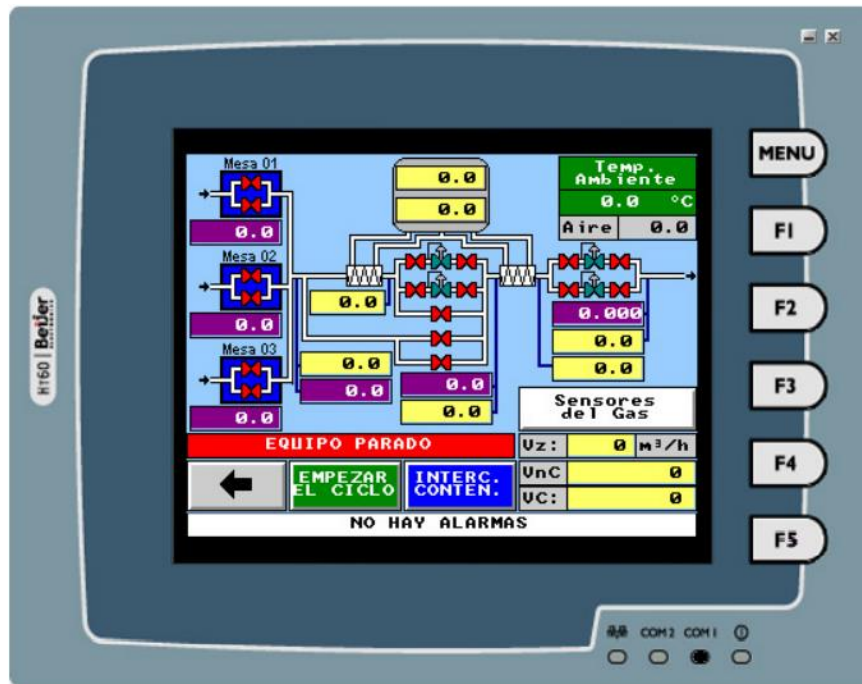 Mesa 01
0.0
Mesa 02
0.0
Mesa 03
0.0
0.0
0.0
Temp.
Ambiente
0.0 °C
Aire 0.0
0.0
0.0
0.0
0.0
0.0
0.000
0.0
0.0
Sensores
del Gas
EQUIPO PARADO
Vz: 0 m³/h
VnC 0
VC: 0
EMPEZAR
EL CICLO
INTERC.
CONTEN.
NO HAY ALARMAS
MENU
F1
F2
F3
F4
F5
COM2 COM1
HT60 | Beijer
ELECTRONICS